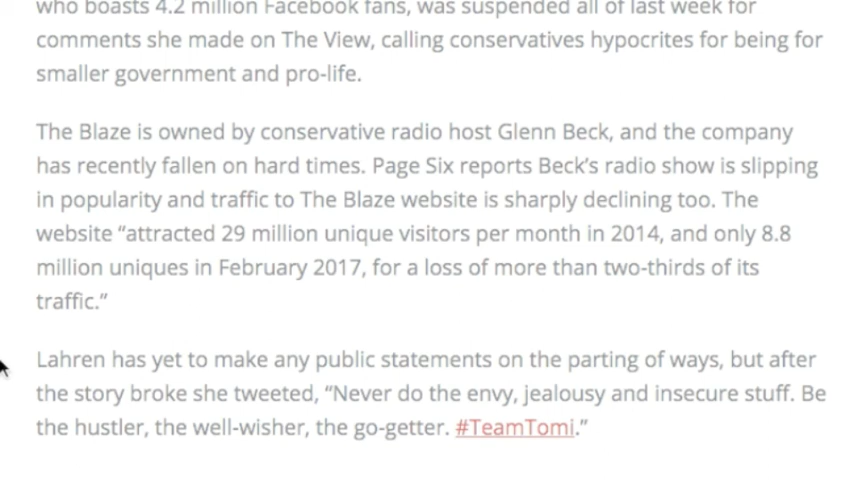 who boasts 4.2 million Facebook fans, was suspended all of last week for
comments she made on The View, calling conservatives hypocrites for being for
smaller government and pro-life.
The Blaze is owned by conservative radio host Glenn Beck, and the company
has recently fallen on hard times. Page Six reports Beck’s radio show is slipping
in popularity and traffic to The Blaze website is sharply declining too. The
website “attracted 29 million unique visitors per month in 2014, and only 8.8
million uniques in February 2017, for a loss of more than two-thirds of its
traffic.”
Lahren has yet to make any public statements on the parting of ways, but after
the story broke she tweeted, “Never do the envy, jealousy and insecure stuff. Be
the hustler, the well-wisher, the go-getter. #TeamTomi.”